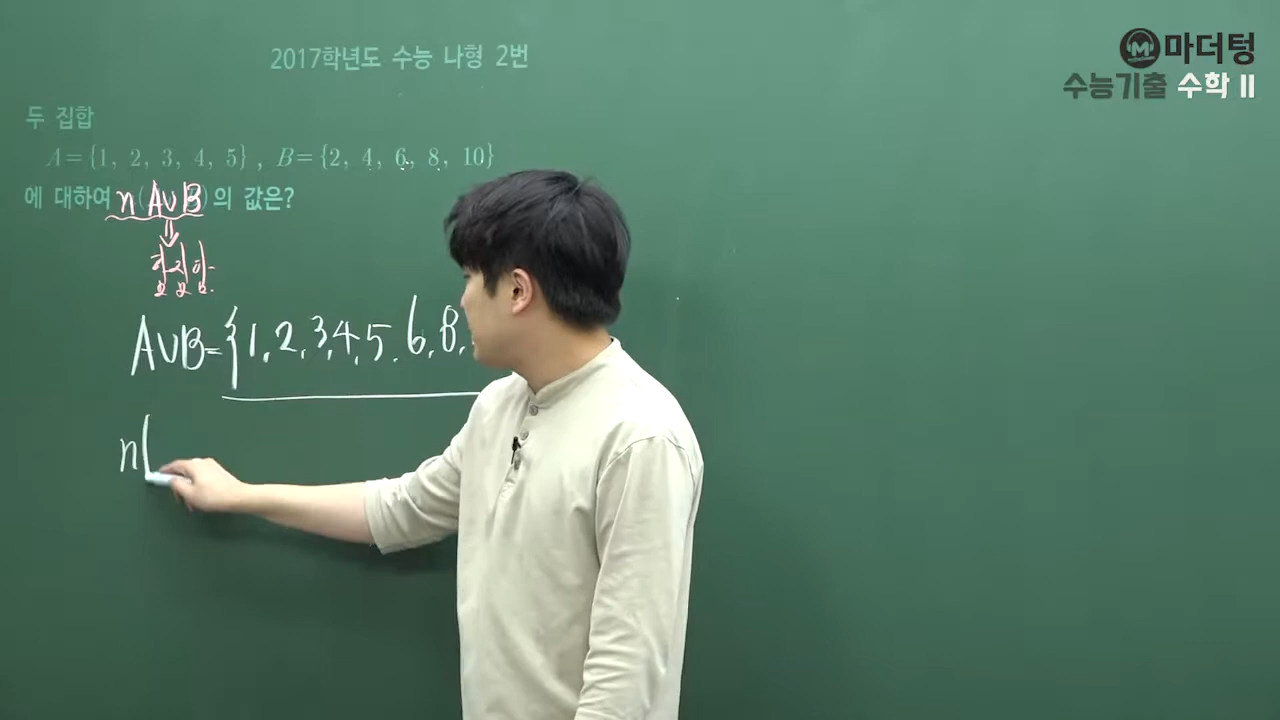 2017학년도 수능 나형 2번
마더텅
수능기출 수학 II
두 집합
A={1, 2, 3, 4, 5}, B={2, 4, 6, 8, 10}
에 대하여 n(A∪B)의 값은?
합집합
A∪B={1,2,3,4,5,6,8,
n(